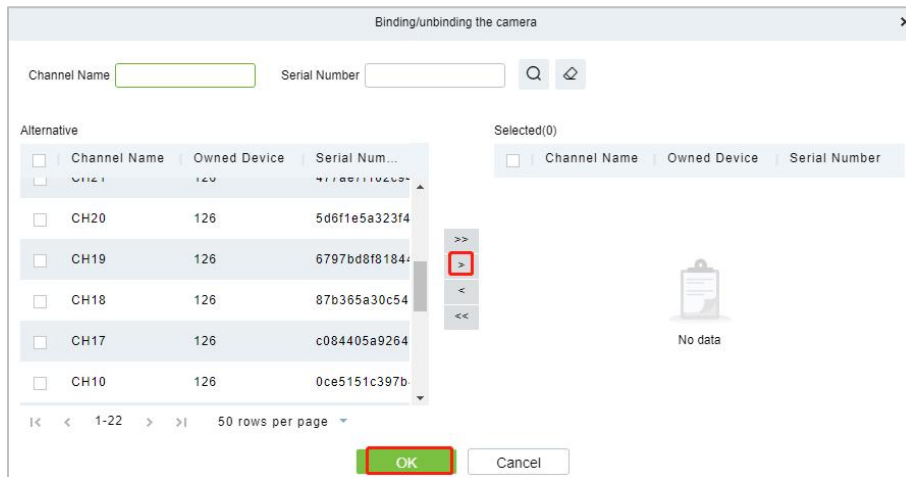 Binding/unbinding the camera
Channel Name Serial Number
Alternative Selected(0)
Channel Name Owned Device Serial Num... Channel Name Owned Device Serial Number
CH21 126
CH20 126 5d6f1e5a323f4
>>
CH19 126 6797bd8f8184
>
<
CH18 126 87b365a30c54
<<
CH17 126 c084405a9264 No data
CH10 126 0ce5151c397b
1-22 50 rows per page
OK Cancel